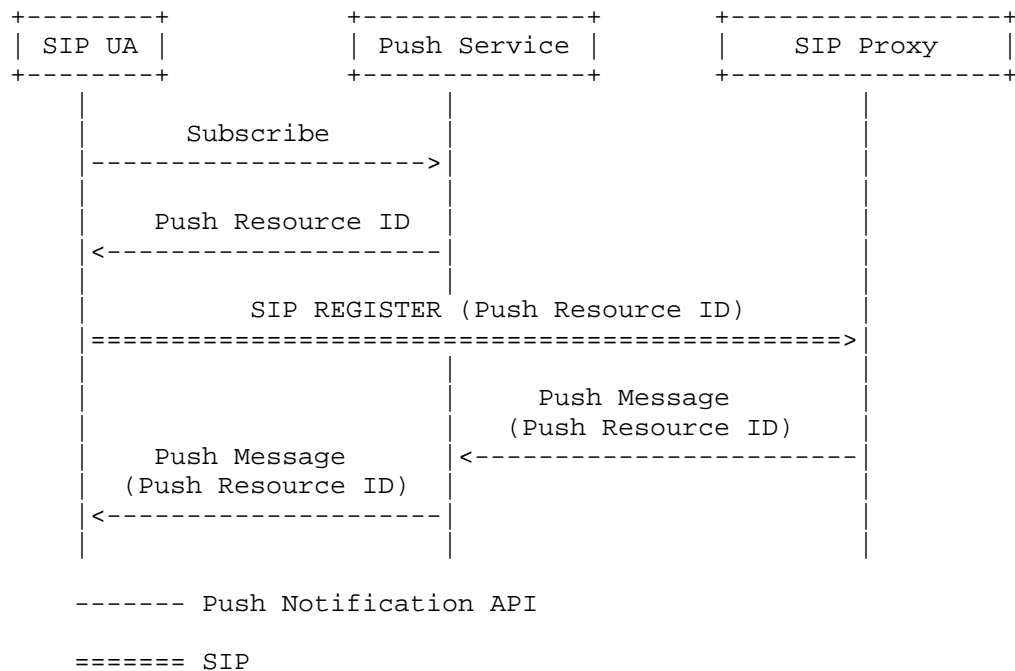 SIP UA Push Service SIP Proxy
Subscribe
Push Resource ID
SIP REGISTER (Push Resource ID)
Push Message
(Push Resource ID)
Push Message
(Push Resource ID)
------- Push Notification API
======= SIP